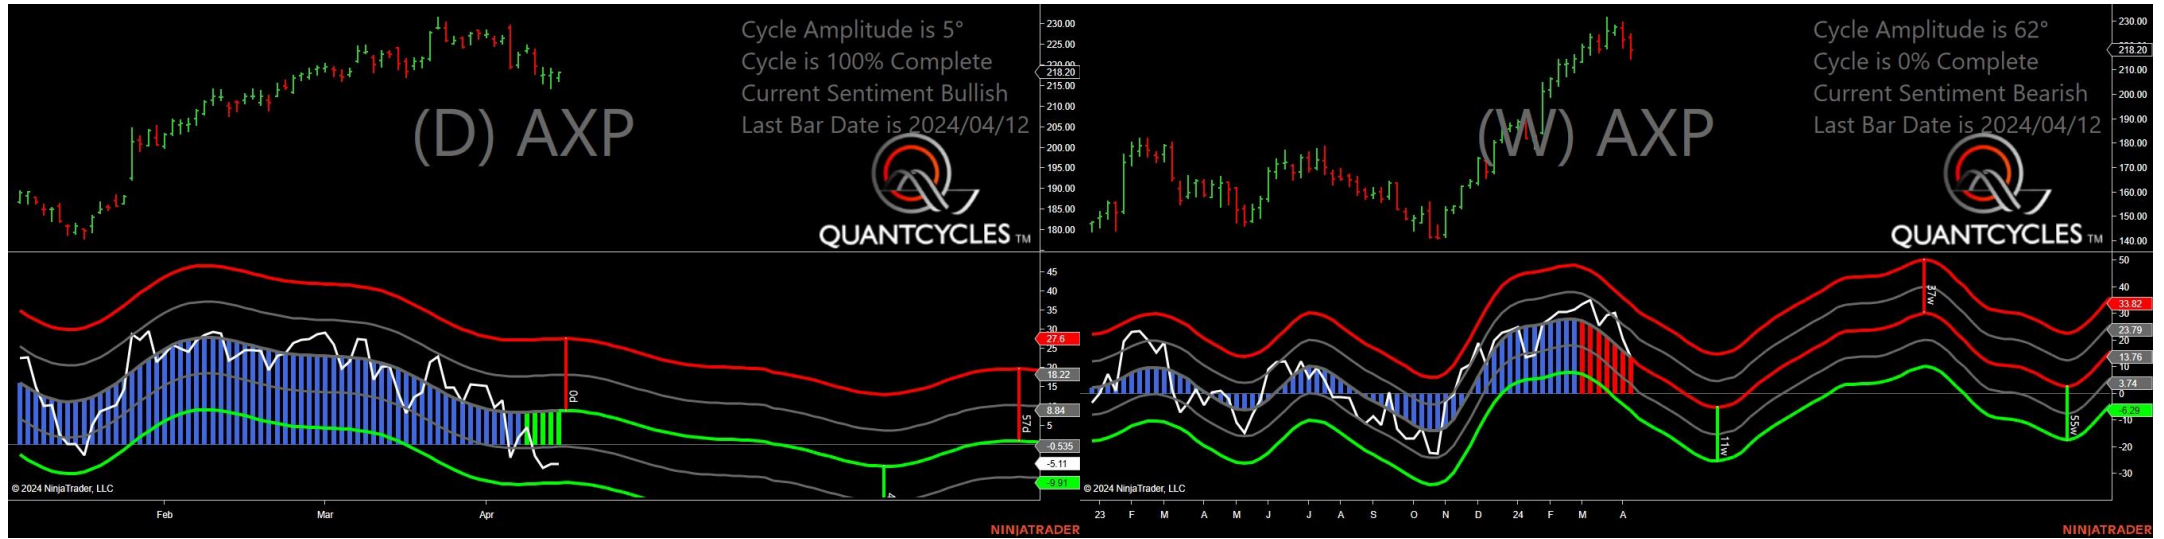 Cycle Amplitude is 5°
Cycle is 100% Complete
Current Sentiment Bullish
Last Bar Date is 2024/04/12
(D) AXP
QUANTCYCLES TM
230.00
225.00
220.00
218.20
215.00
210.00
205.00
200.00
195.00
190.00
185.00
180.00
45
40
35
30
27.6
25
18.22
15
8.84
5
-0.535
-5.11
-9.91
0d
57d
© 2024 NinjaTrader, LLC
Feb Mar Apr
NINJATRADER
Cycle Amplitude is 62°
Cycle is 0% Complete
Current Sentiment Bearish
Last Bar Date is 2024/04/12
(W) AXP
QUANTCYCLES TM
230.00
218.20
210.00
200.00
190.00
180.00
170.00
160.00
150.00
140.00
50
40
33.82
30
23.79
20
13.76
10
3.74
0
-6.29
-10
-20
-30
37w
11w
55w
© 2024 NinjaTrader, LLC
23 F M A M J J A S O N D 24 F M A
NINJATRADER